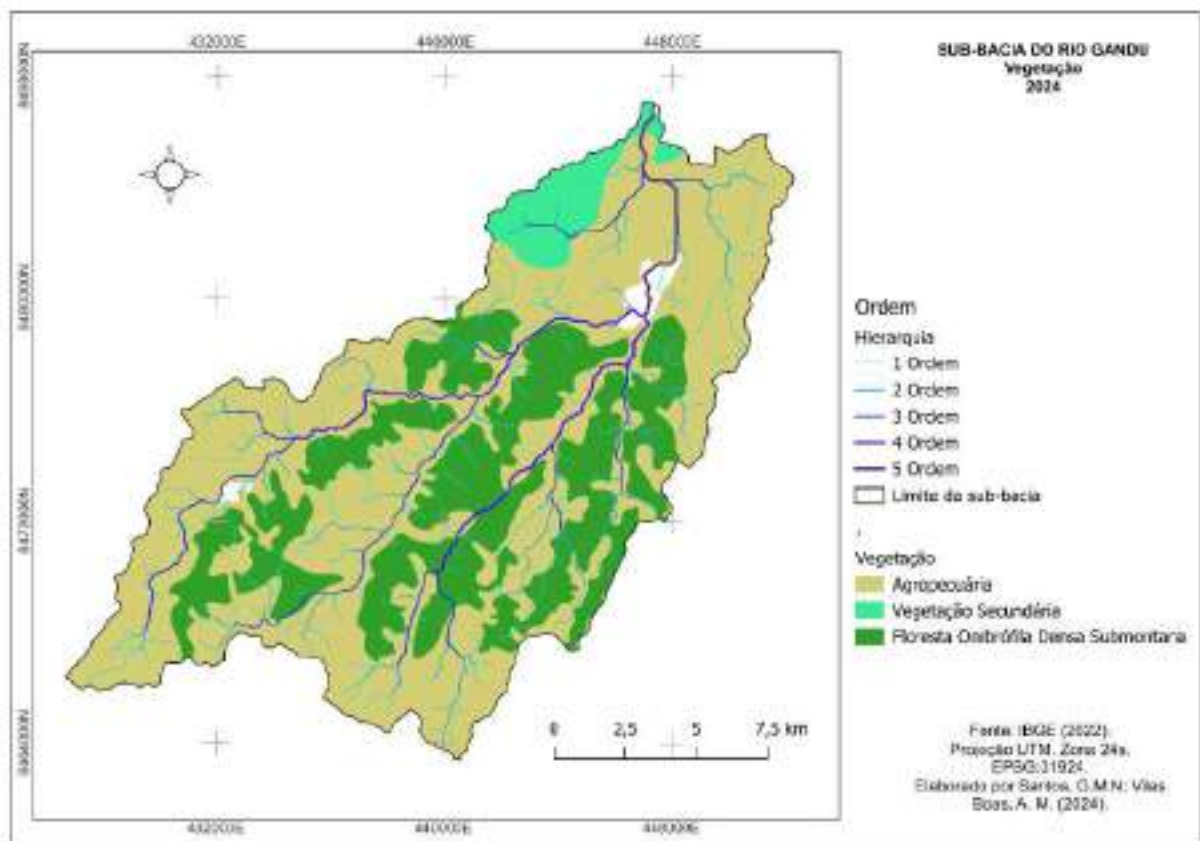 SUB-BACIA DO RIO GANDU
Vegetação
2024
432000E
448000E
Ordem
Hierarquia
1 Ordem
2 Ordem
3 Ordem
4 Ordem
5 Ordem
Limite da sub-bacia
Vegetação
Agropecuária
Vegetação Secundária
Floresta Ombrófila Densa Submontana
0 2,5 5 7,5 km
Fonte: IBGE (2022).
Projeção UTM. Zona 24s.
EPSG:31924.
Elaborado por Santos, G.M.N; Vilas
Boas, A. M. (2024).
432000E
440000E
448000E